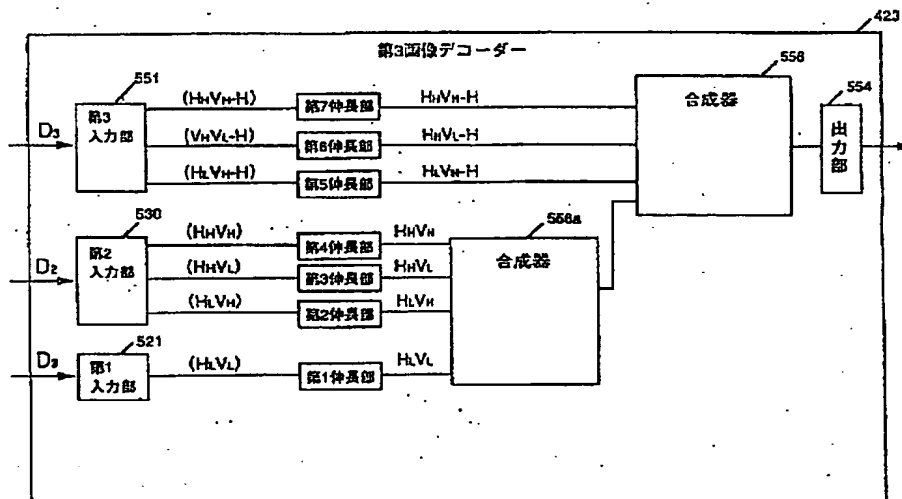 423
第3画像デコーダー
551
第3
入力部
D3
(HHVH-H)
第7伸長部
HHVH-H
(VHVL-H)
第6伸長部
HHVL-H
(HLVH-H)
第5伸長部
HLVH-H
556
合成器
554
出力部
530
第2
入力部
D2
(HHVH)
第4伸長部
HHVH
(HHVL)
第3伸長部
HHVL
(HLVH)
第2伸長部
HLVH
556a
合成器
521
第1
入力部
D3
(HLVL)
第1伸長部
HLVL